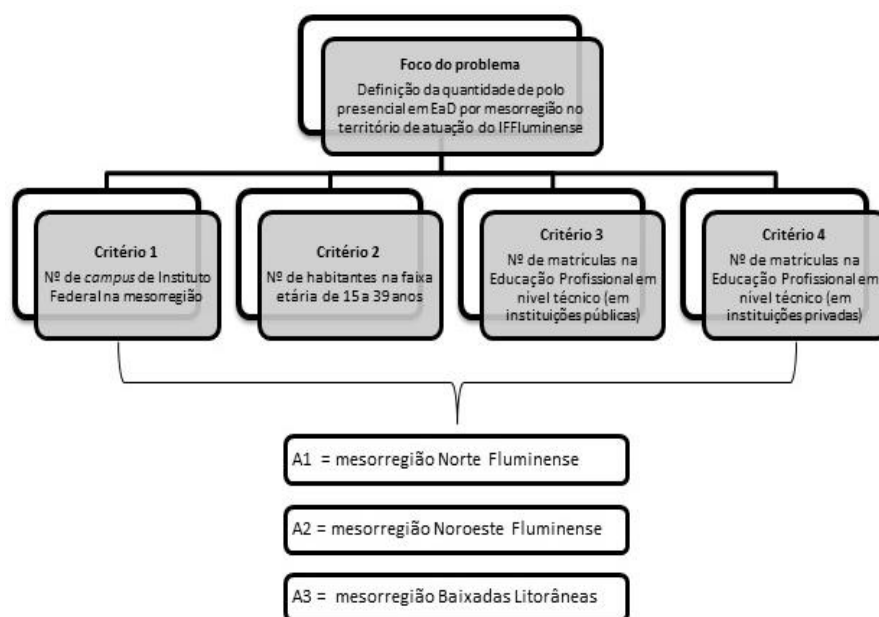 Foco do problema
Definição da quantidade de polo
presencial em EaD por mesorregião no
território de atuação do IFFluminense
Critério 1
Nº de campus de Instituto
Federal na mesorregião
Critério 2
Nº de habitantes na faixa
etária de 15 a 39 anos
Critério 3
Nº de matrículas na
Educação Profissional em
nível técnico (em
instituições públicas)
Critério 4
Nº de matrículas na
Educação Profissional em
nível técnico (em
instituições privadas)
A1 = mesorregião Norte Fluminense
A2 = mesorregião Noroeste Fluminense
A3 = mesorregião Baixadas Litorâneas